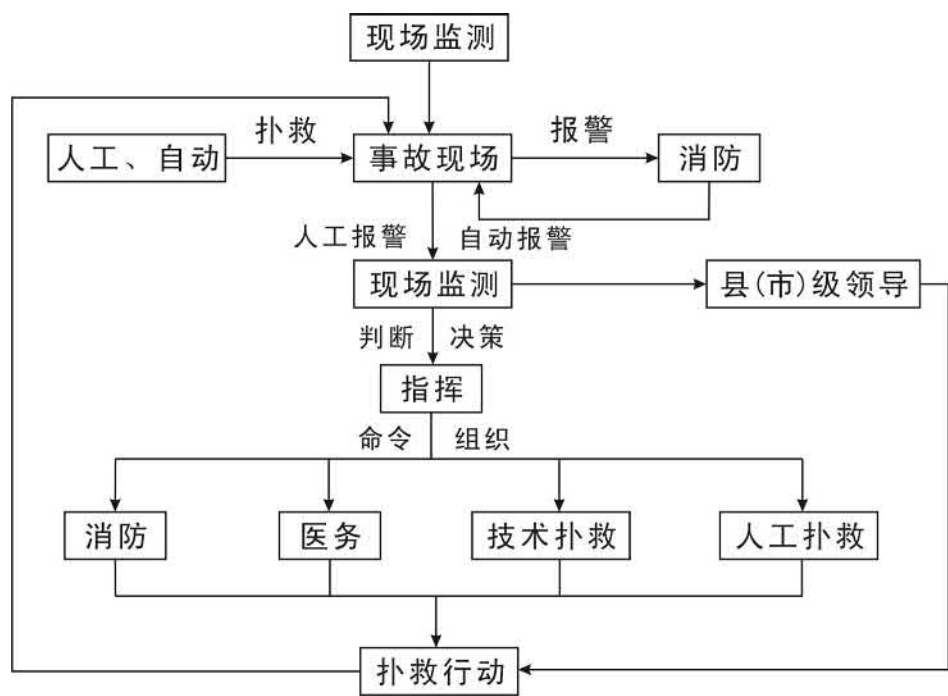 现场监测
扑救
报警
人工、自动
事故现场
消防
人工报警
自动报警
现场监测
县(市)级领导
判断
决策
指挥
命令
组织
消防
医务
技术扑救
人工扑救
扑救行动